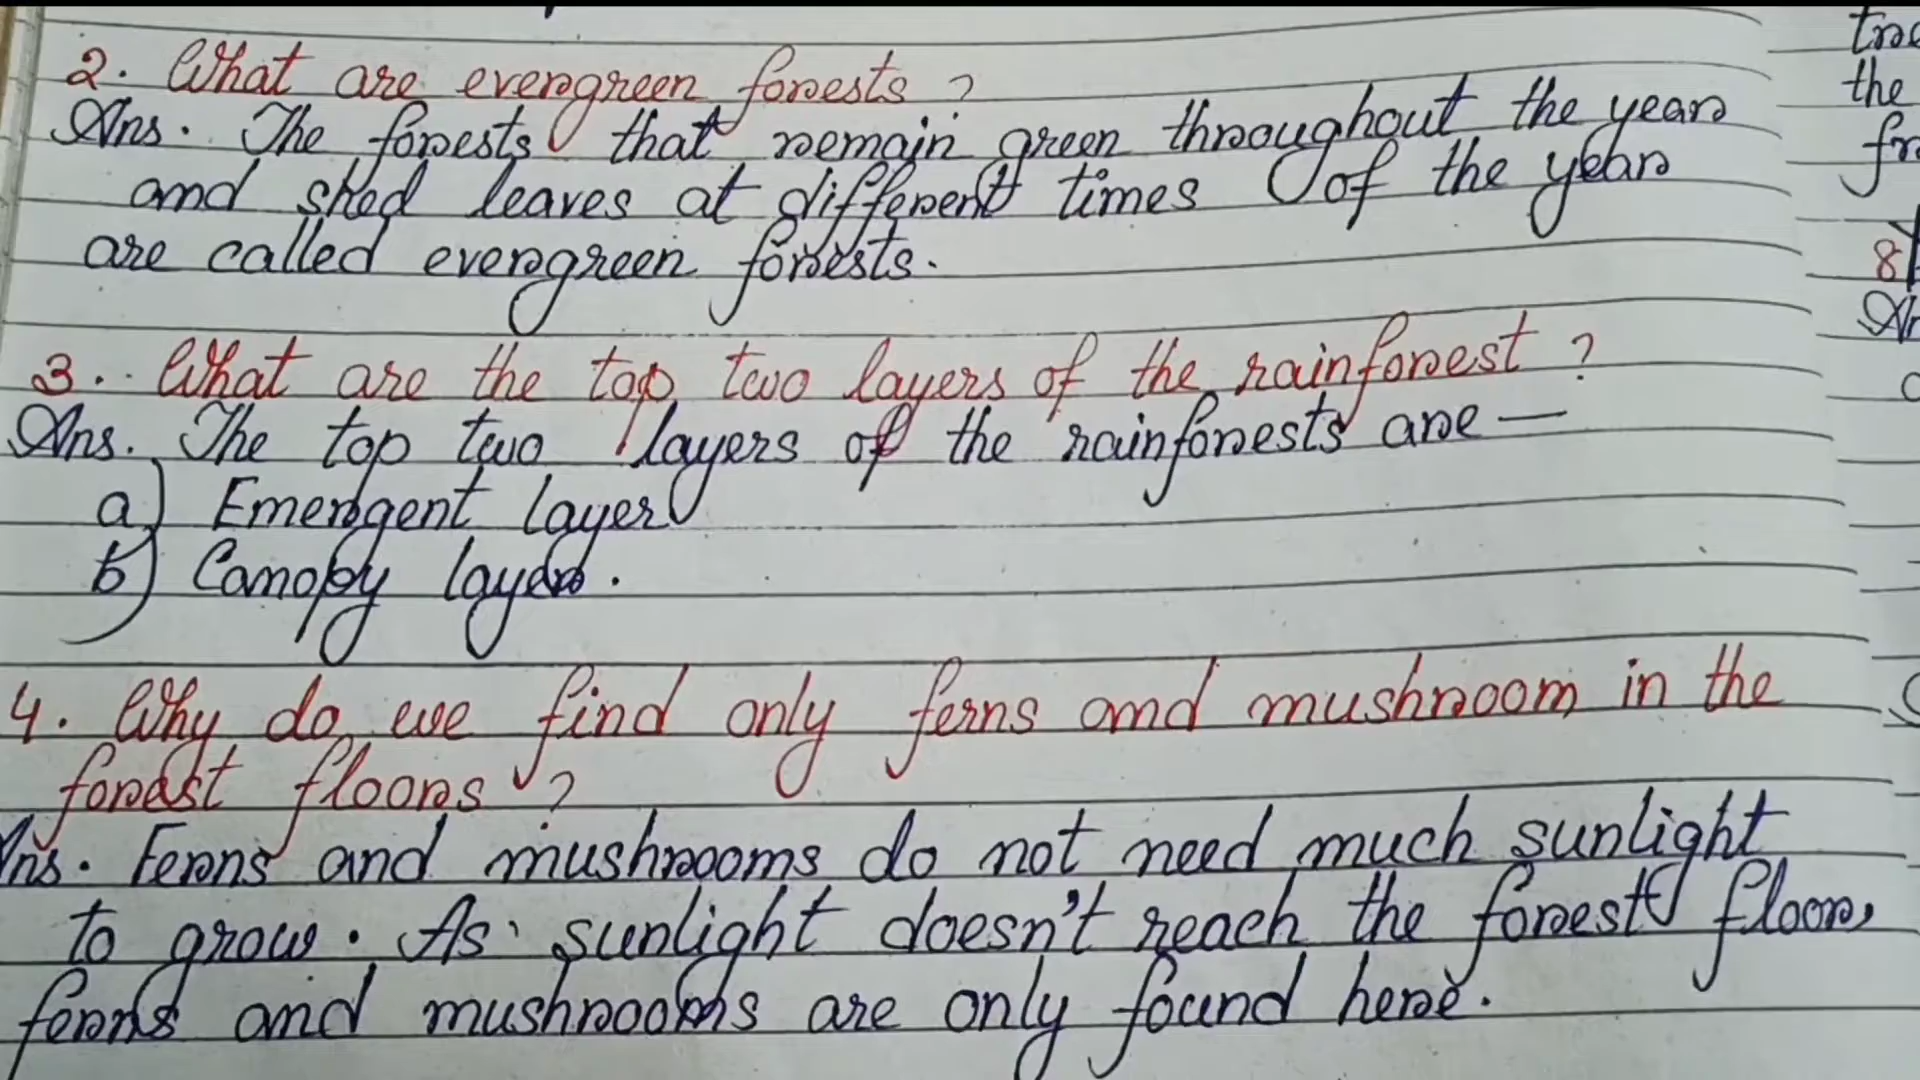 2. What are evergreen forests?
Ans. The forests that remain green throughout the year
and shed leaves at different times of the year
are called evergreen forests.
3. What are the top two layers of the rainforest?
Ans. The top two layers of the rainforests are —
a) Emergent layer
b) Canopy layer.
4. Why do we find only ferns and mushroom in the
forest floors?
Ans. Ferns and mushrooms do not need much sunlight
to grow. As sunlight doesn't reach the forest floor,
ferns and mushrooms are only found here.
the
8